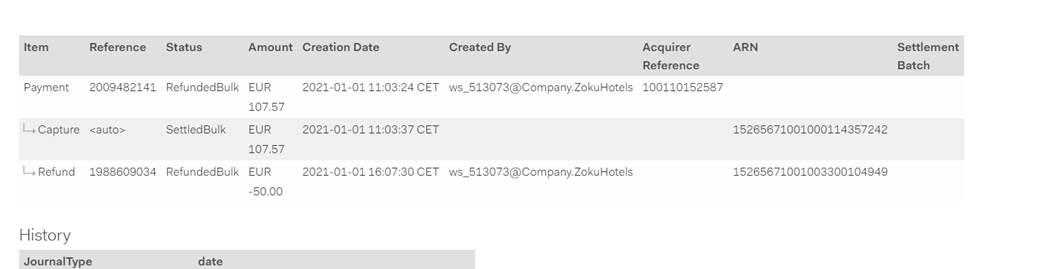 Item Reference Status Amount Creation Date Created By Acquirer Reference ARN Settlement Batch
Payment 2009482141 RefundedBulk EUR 107.57 2021-01-01 11:03:24 CET ws_513073@Company.ZokuHotels 100110152587
Capture <auto> SettledBulk EUR 107.57 2021-01-01 11:03:37 CET 15265671001000114357242
Refund 1988609034 RefundedBulk EUR -50.00 2021-01-01 16:07:30 CET ws_513073@Company.ZokuHotels 15265671001003300104949
History
JournalType date